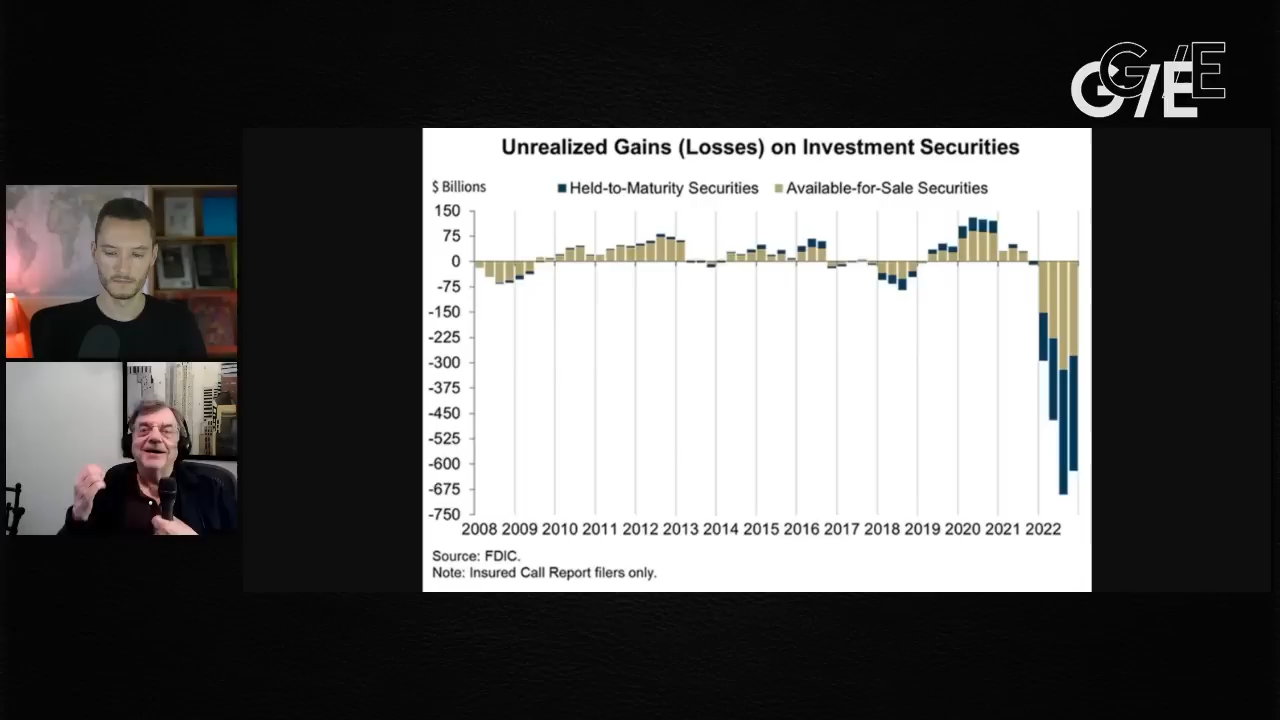 G/E
G/E
Unrealized Gains (Losses) on Investment Securities
$ Billions
Held-to-Maturity Securities
Available-for-Sale Securities
150
75
0
-75
-150
-225
-300
-375
-450
-525
-600
-675
-750
2008 2009 2010 2011 2012 2013 2014 2015 2016 2017 2018 2019 2020 2021 2022
Source: FDIC.
Note: Insured Call Report filers only.